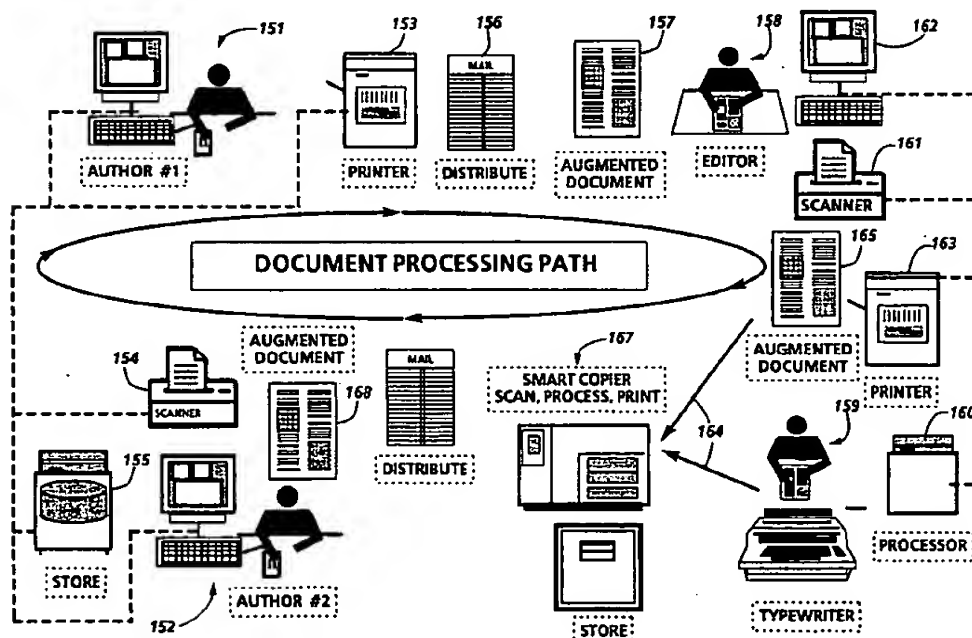 151
153
156
157
158
162
MAIL
AUTHOR #1
PRINTER
DISTRIBUTE
AUGMENTED
DOCUMENT
EDITOR
161
SCANNER
DOCUMENT PROCESSING PATH
165
163
AUGMENTED
DOCUMENT
PRINTER
AUGMENTED
DOCUMENT
MAIL
154
SCANNER
168
DISTRIBUTE
167
SMART COPIER
SCAN, PROCESS, PRINT
164
159
160
155
STORE
152
AUTHOR #2
STORE
TYPEWRITER
PROCESSOR